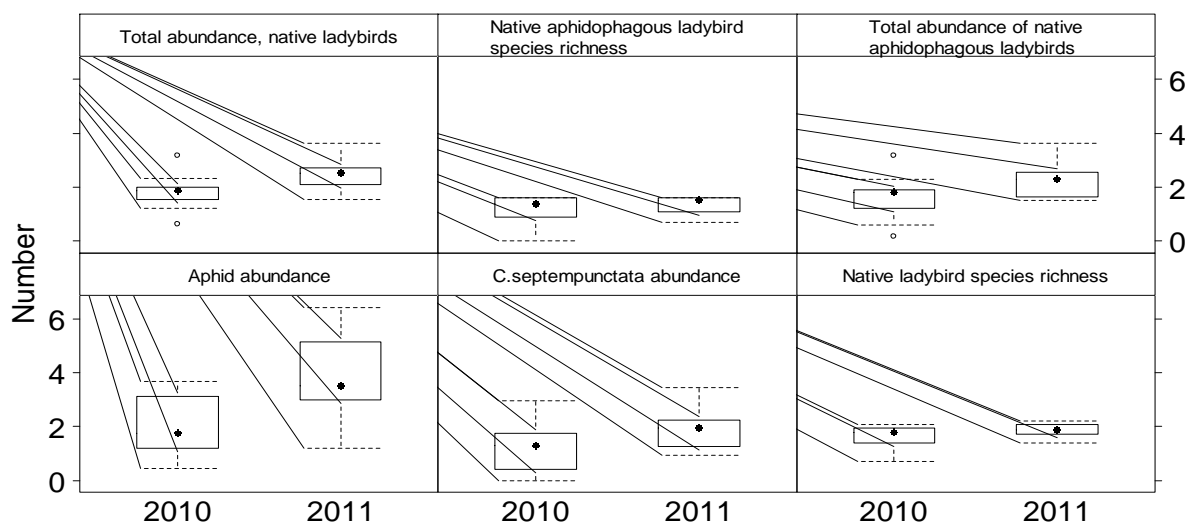 Total abundance, native ladybirds
Native aphidophagous ladybird
species richness
Total abundance of native
aphidophagous ladybirds
6
4
2
0
Number
Aphid abundance
C.septempunctata abundance
Native ladybird species richness
6
4
2
0
2010 2011 2010 2011 2010 2011